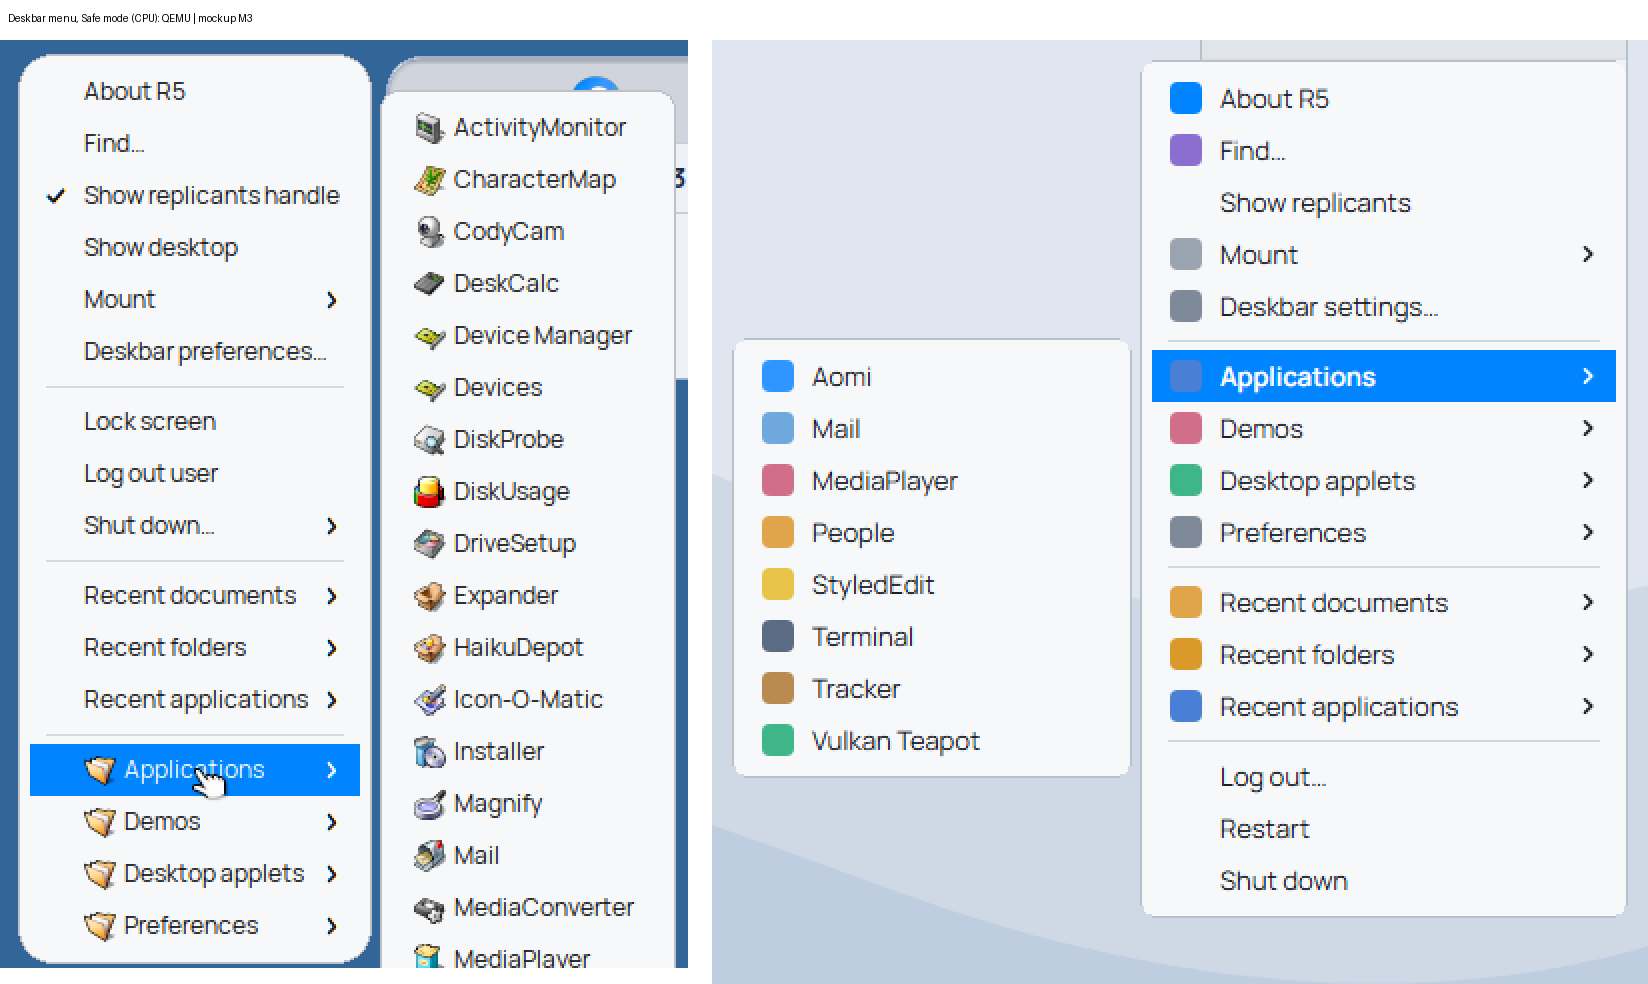 Deskbar menu, Safe mode (CPU): QEMU | mockup M3
About R5
Find...
Show replicants handle
Show desktop
Mount
Deskbar preferences...
Lock screen
Log out user
Shut down...
Recent documents
Recent folders
Recent applications
Applications
Demos
Desktop applets
Preferences
3
ActivityMonitor
CharacterMap
CodyCam
DeskCalc
Device Manager
Devices
DiskProbe
DiskUsage
DriveSetup
Expander
HaikuDepot
Icon-O-Matic
Installer
Magnify
Mail
MediaConverter
MediaPlayer
Aomi
Mail
MediaPlayer
People
StyledEdit
Terminal
Tracker
Vulkan Teapot
About R5
Find...
Show replicants
Mount
Deskbar settings...
Applications
Demos
Desktop applets
Preferences
Recent documents
Recent folders
Recent applications
Log out...
Restart
Shut down